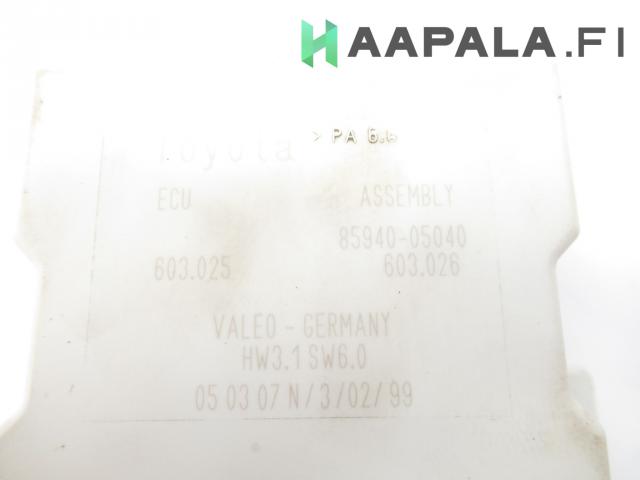 HAAPALA.FI
Toyota >PA 6.6
ECU ASSEMBLY
85940-05040
603.025 603.026
VALEO - GERMANY
HW3.1 SW6.0
05 03 07 N/3/02/99